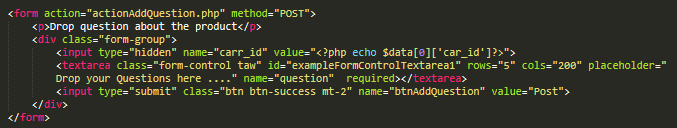 <form action="actionAddQuestion.php" method="POST">
<p>Drop question about the product</p>
<div class="form-group">
<input type="hidden" name="carr_id" value="<?php echo $data[0]['car_id']?>">
<textarea class="form-control taw" id="exampleFormControlTextarea1" rows="5" cols="200" placeholder="
Drop your Questions here ...." name="question"  required></textarea>
<input type="submit" class="btn btn-success mt-2" name="btnAddQuestion" value="Post">
</div>
</form>